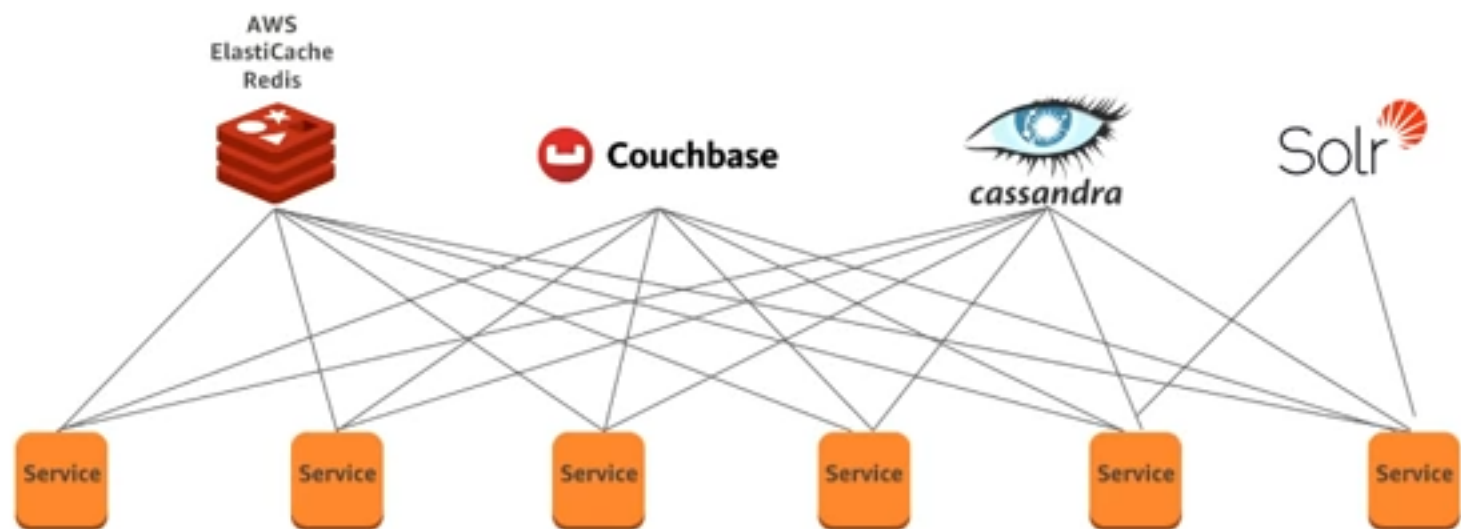 AWS
ElastiCache
Redis
Couchbase
cassandra
Solr
Service
Service
Service
Service
Service
Service